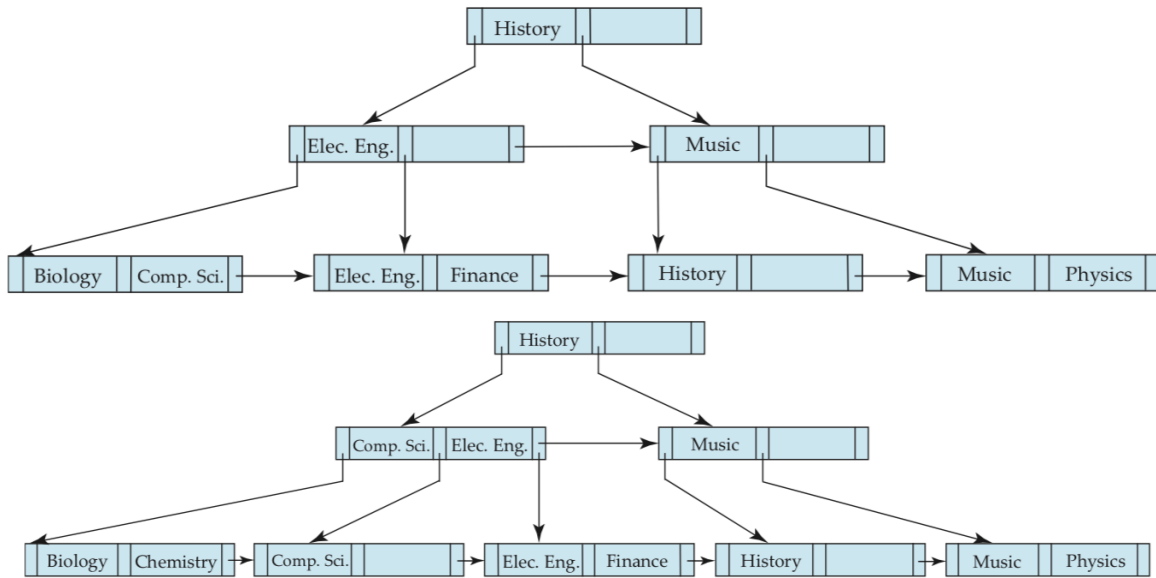 History
Elec. Eng. Music
Biology Comp. Sci. Elec. Eng. Finance History Music Physics
History
Comp. Sci. Elec. Eng. Music
Biology Chemistry Comp. Sci. Elec. Eng. Finance History Music Physics